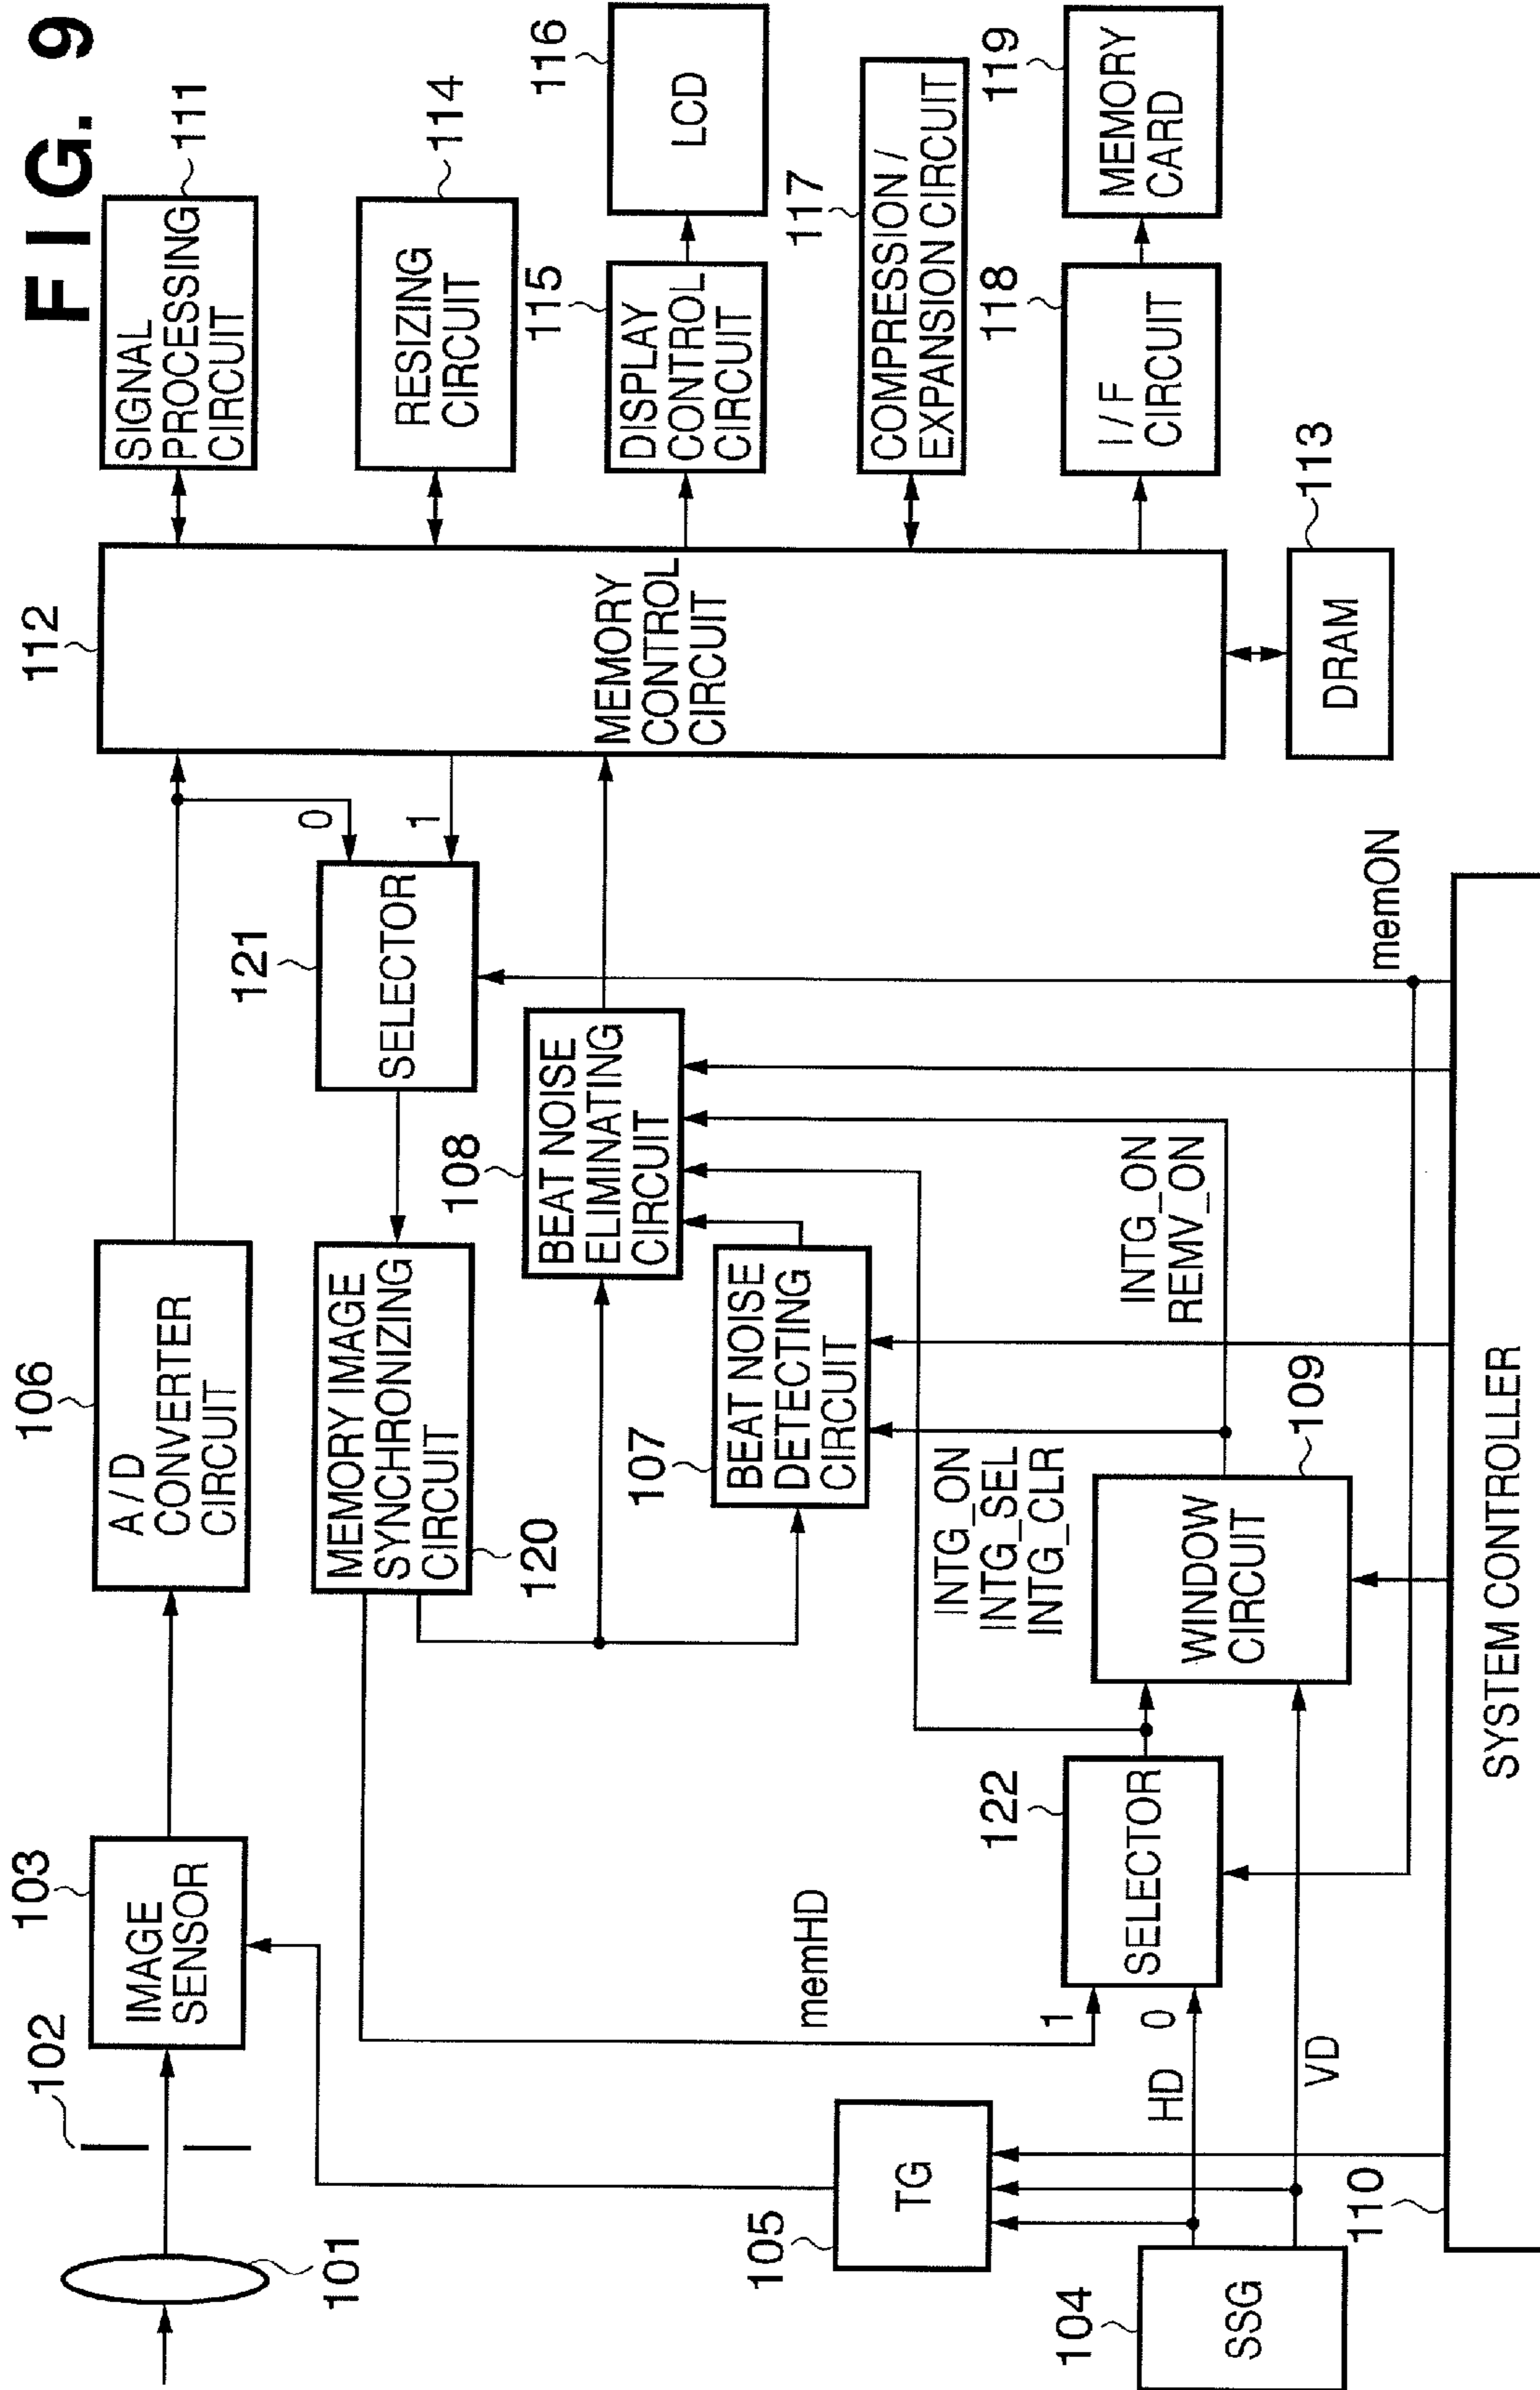 FIG. 9
101
102
103
IMAGE
SENSOR
106
A/D
CONVERTER
CIRCUIT
112
MEMORY
CONTROL
CIRCUIT
SIGNAL
PROCESSING
CIRCUIT
111
RESIZING
CIRCUIT
114
115
DISPLAY
CONTROL
CIRCUIT
116
LCD
117
COMPRESSION /
EXPANSION CIRCUIT
118
I/F
CIRCUIT
119
MEMORY
CARD
DRAM
113
0
1
121
SELECTOR
MEMORY IMAGE
SYNCHRONIZING
CIRCUIT
120
108
BEAT NOISE
ELIMINATING
CIRCUIT
107
BEAT NOISE
DETECTING
CIRCUIT
memHD
INTG_ON
INTG_SEL
INTG_CLR
INTG_ON
REMV_ON
memON
105
TG
104
SSG
HD
VD
1
0
122
SELECTOR
WINDOW
CIRCUIT
109
110
SYSTEM CONTROLLER